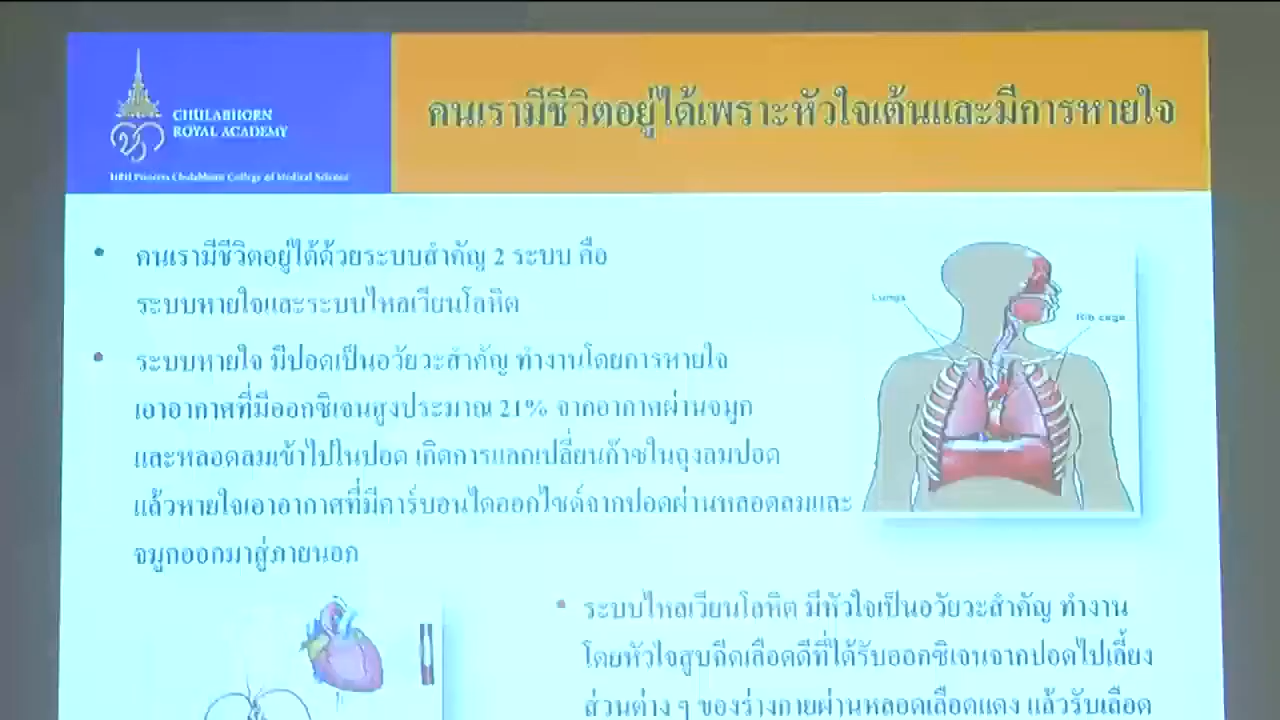 CHULABHORN
ROYAL ACADEMY
HRH Princess Chulabhorn College of Medical Science
คนเรามีชีวิตอยู่ได้เพราะหัวใจเต้นและมีการหายใจ
• คนเรามีชีวิตอยู่ได้ด้วยระบบสำคัญ 2 ระบบ คือ
ระบบหายใจและระบบไหลเวียนโลหิต
• ระบบหายใจ มีปอดเป็นอวัยวะสำคัญ ทำงานโดยการหายใจ
เอาอากาศที่มีออกซิเจนสูงประมาณ 21% จากอากาศผ่านจมูก
และหลอดลมเข้าไปในปอด เกิดการแลกเปลี่ยนก๊าซในถุงลมปอด
แล้วหายใจเอาอากาศที่มีคาร์บอนไดออกไซด์จากปอดผ่านหลอดลมและ
จมูกออกมาสู่ภายนอก
Lungs
Rib cage
• ระบบไหลเวียนโลหิต มีหัวใจเป็นอวัยวะสำคัญ ทำงาน
โดยหัวใจสูบฉีดเลือดดีที่ได้รับออกซิเจนจากปอดไปเลี้ยง
ส่วนต่าง ๆ ของร่างกายผ่านหลอดเลือดแดง แล้วรับเลือด